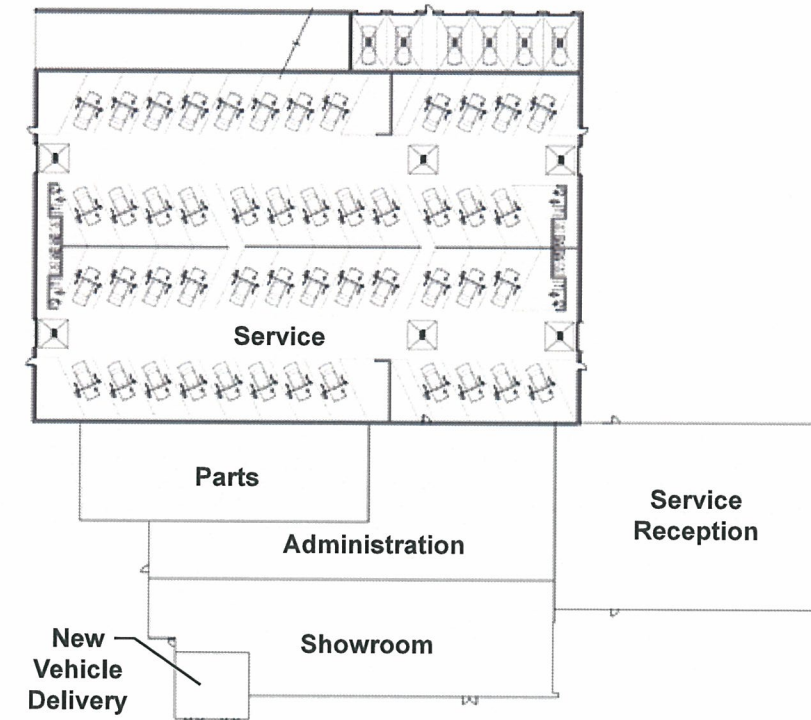 Service
Parts
Service
Reception
Administration
Showroom
New
Vehicle
Delivery